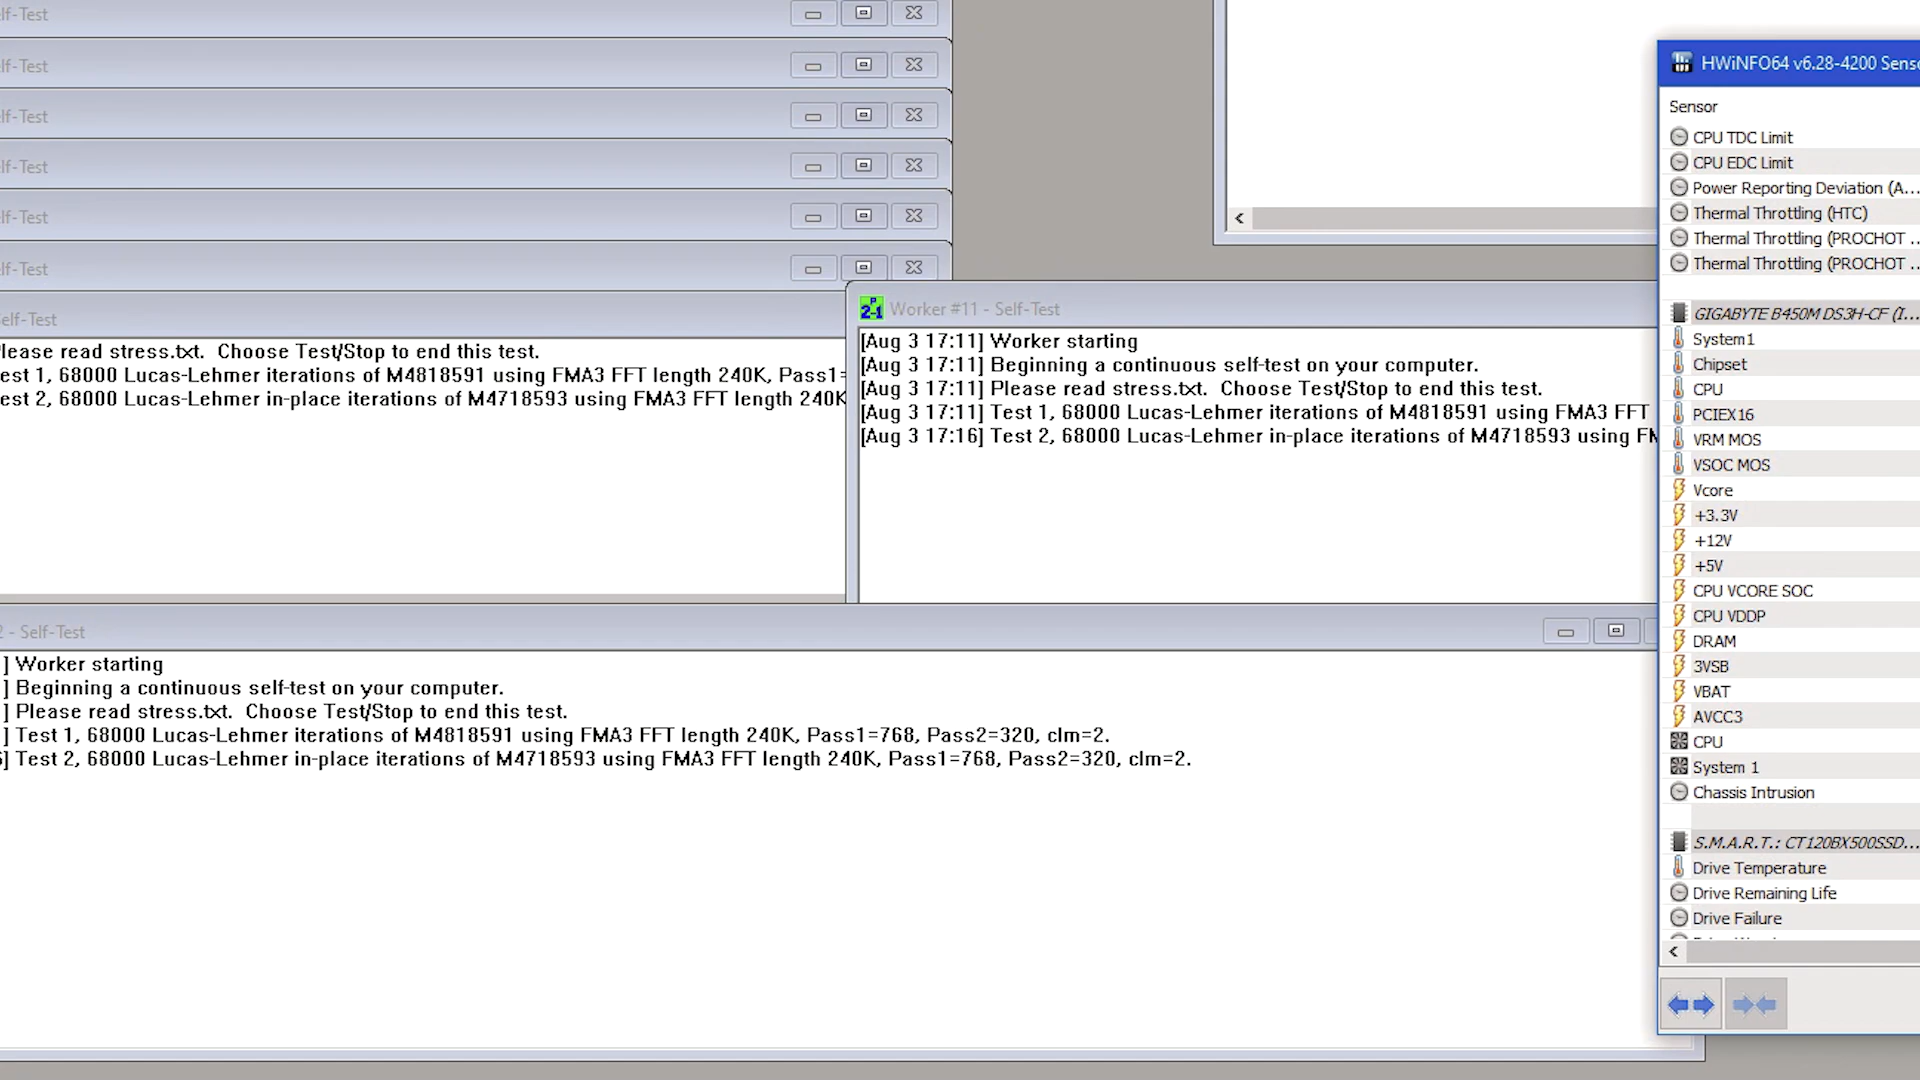 lf-Test
lf-Test
lf-Test
lf-Test
lf-Test
lf-Test
elf-Test
lease read stress.txt.  Choose Test/Stop to end this test.
est 1, 68000 Lucas-Lehmer iterations of M4818591 using FMA3 FFT length 240K, Pass1=
est 2, 68000 Lucas-Lehmer in-place iterations of M4718593 using FMA3 FFT length 240K
Worker #11 - Self-Test
[Aug 3 17:11] Worker starting
[Aug 3 17:11] Beginning a continuous self-test on your computer.
[Aug 3 17:11] Please read stress.txt.  Choose Test/Stop to end this test.
[Aug 3 17:11] Test 1, 68000 Lucas-Lehmer iterations of M4818591 using FMA3 FFT
[Aug 3 17:16] Test 2, 68000 Lucas-Lehmer in-place iterations of M4718593 using FM
2 - Self-Test
] Worker starting
] Beginning a continuous self-test on your computer.
] Please read stress.txt.  Choose Test/Stop to end this test.
] Test 1, 68000 Lucas-Lehmer iterations of M4818591 using FMA3 FFT length 240K, Pass1=768, Pass2=320, clm=2.
] Test 2, 68000 Lucas-Lehmer in-place iterations of M4718593 using FMA3 FFT length 240K, Pass1=768, Pass2=320, clm=2.
HWiNFO64 v6.28-4200 Senso
Sensor
CPU TDC Limit
CPU EDC Limit
Power Reporting Deviation (A...
Thermal Throttling (HTC)
Thermal Throttling (PROCHOT ...
Thermal Throttling (PROCHOT ...
GIGABYTE B450M DS3H-CF (I...
System1
Chipset
CPU
PCIEX16
VRM MOS
VSOC MOS
Vcore
+3.3V
+12V
+5V
CPU VCORE SOC
CPU VDDP
DRAM
3VSB
VBAT
AVCC3
CPU
System 1
Chassis Intrusion
S.M.A.R.T.: CT120BX500SSD...
Drive Temperature
Drive Remaining Life
Drive Failure